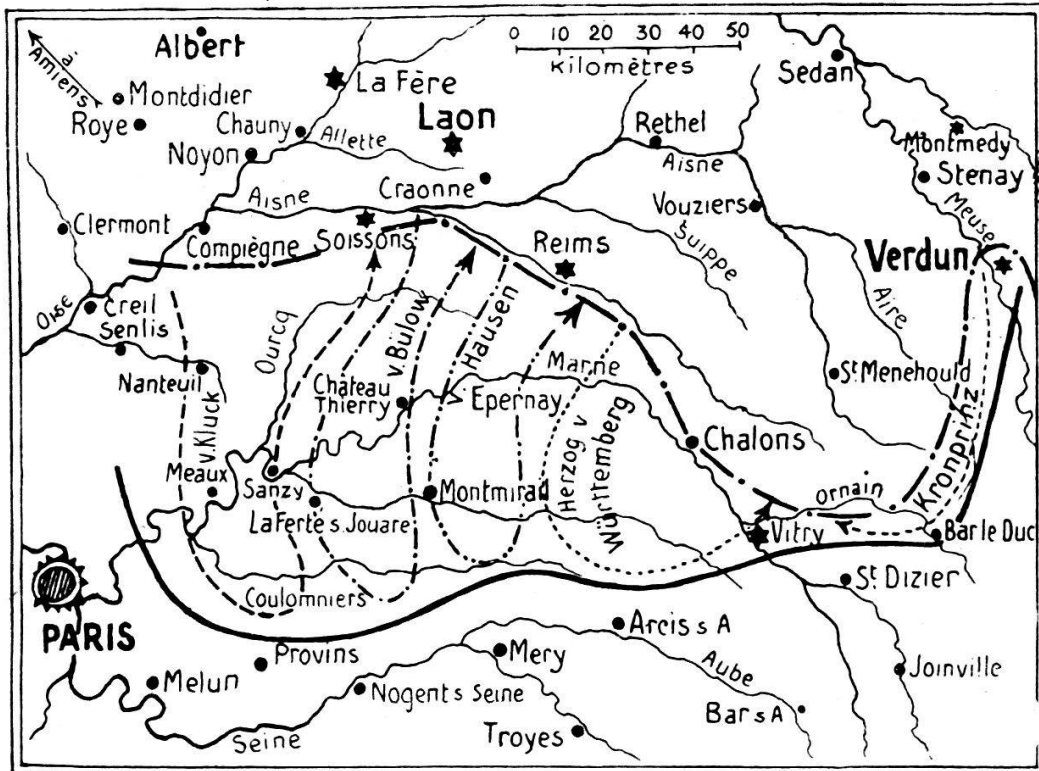 à
Amiens
Albert
Montdidier
Roye
La Fère
Chauny
Noyon
Allette
Laon
0 10 20 30 40 50
Kilomètres
Sedan
Rethel
Aisne
Montmedy
Stenay
Meuse
Clermont
Aisne
Craonne
Compiègne
Soissons
Vouziers
Suippe
Reims
Aire
Verdun
Oise
Creil
Senlis
Nanteuil
Ourcq
v. Bülow
Hausen
v. Kluck
Château
Thierry
Marne
Epernay
St Menehould
Kronprinz
Meaux
Sanzy
La Ferté s. Jouare
Montmirail
Herzog v
Württemberg
Chalons
Ornain
Vitry
Bar le Duc
Coulomniers
St. Dizier
PARIS
Provins
Melun
Arcis s A
Mery
Aube
Joinville
Nogent s Seine
Bar s A
Seine
Troyes